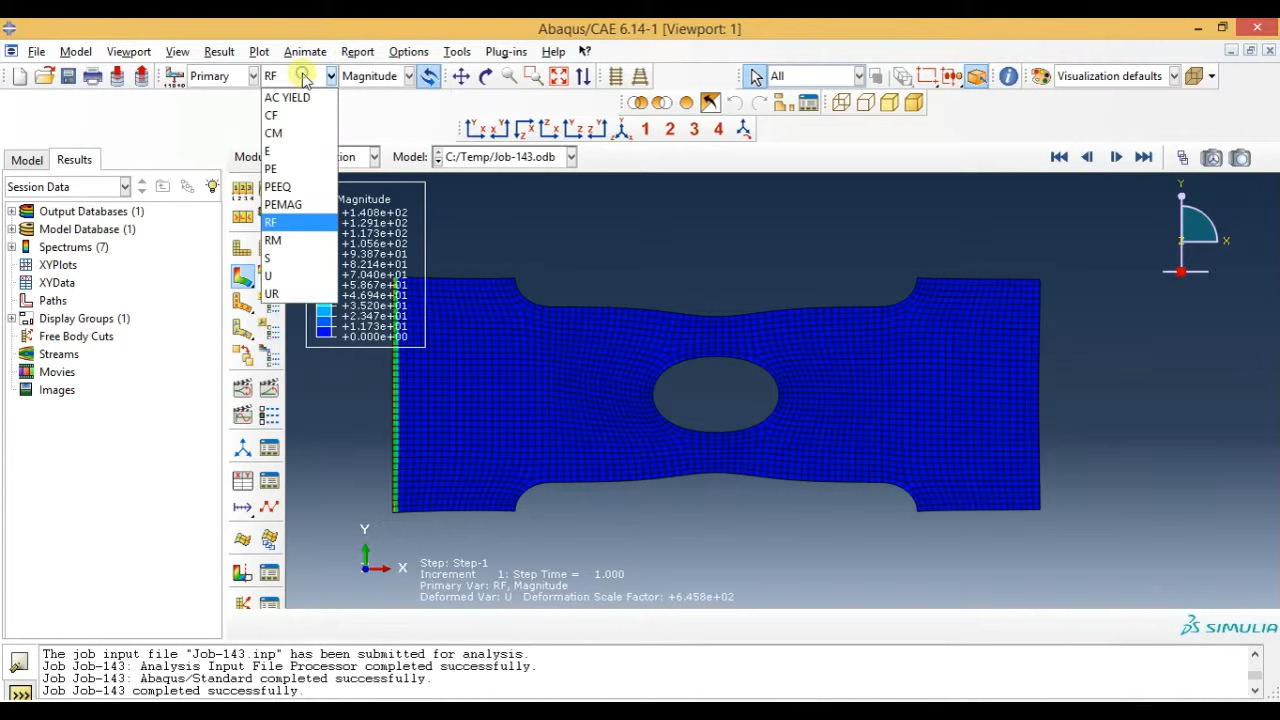 Abaqus/CAE 6.14-1 [Viewport: 1]
File Model Viewport View Result Plot Animate Report Options Tools Plug-ins Help
Primary RF Magnitude All Visualization defaults
AC YIELD
CF
CM
E
PE
PEEQ
PEMAG
RF
RM
S
U
UR
1 2 3 4
Model Results
Modu tion Model: C:/Temp/Job-143.odb
Session Data
Output Databases (1)
Model Database (1)
Spectrums (7)
XYPlots
XYData
Paths
Display Groups (1)
Free Body Cuts
Streams
Movies
Images
Magnitude
+1.408e+02
+1.291e+02
+1.173e+02
+1.056e+02
+9.387e+01
+8.214e+01
+7.040e+01
+5.867e+01
+4.694e+01
+3.520e+01
+2.347e+01
+1.173e+01
+0.000e+00
Y
Z X
Y
X
Step: Step-1
Increment 1: Step Time = 1.000
Primary Var: RF, Magnitude
Deformed Var: U Deformation Scale Factor: +6.458e+02
SIMULIA
The job input file "Job-143.inp" has been submitted for analysis.
Job Job-143: Analysis Input File Processor completed successfully.
Job Job-143: Abaqus/Standard completed successfully.
Job Job-143 completed successfully.
>>>